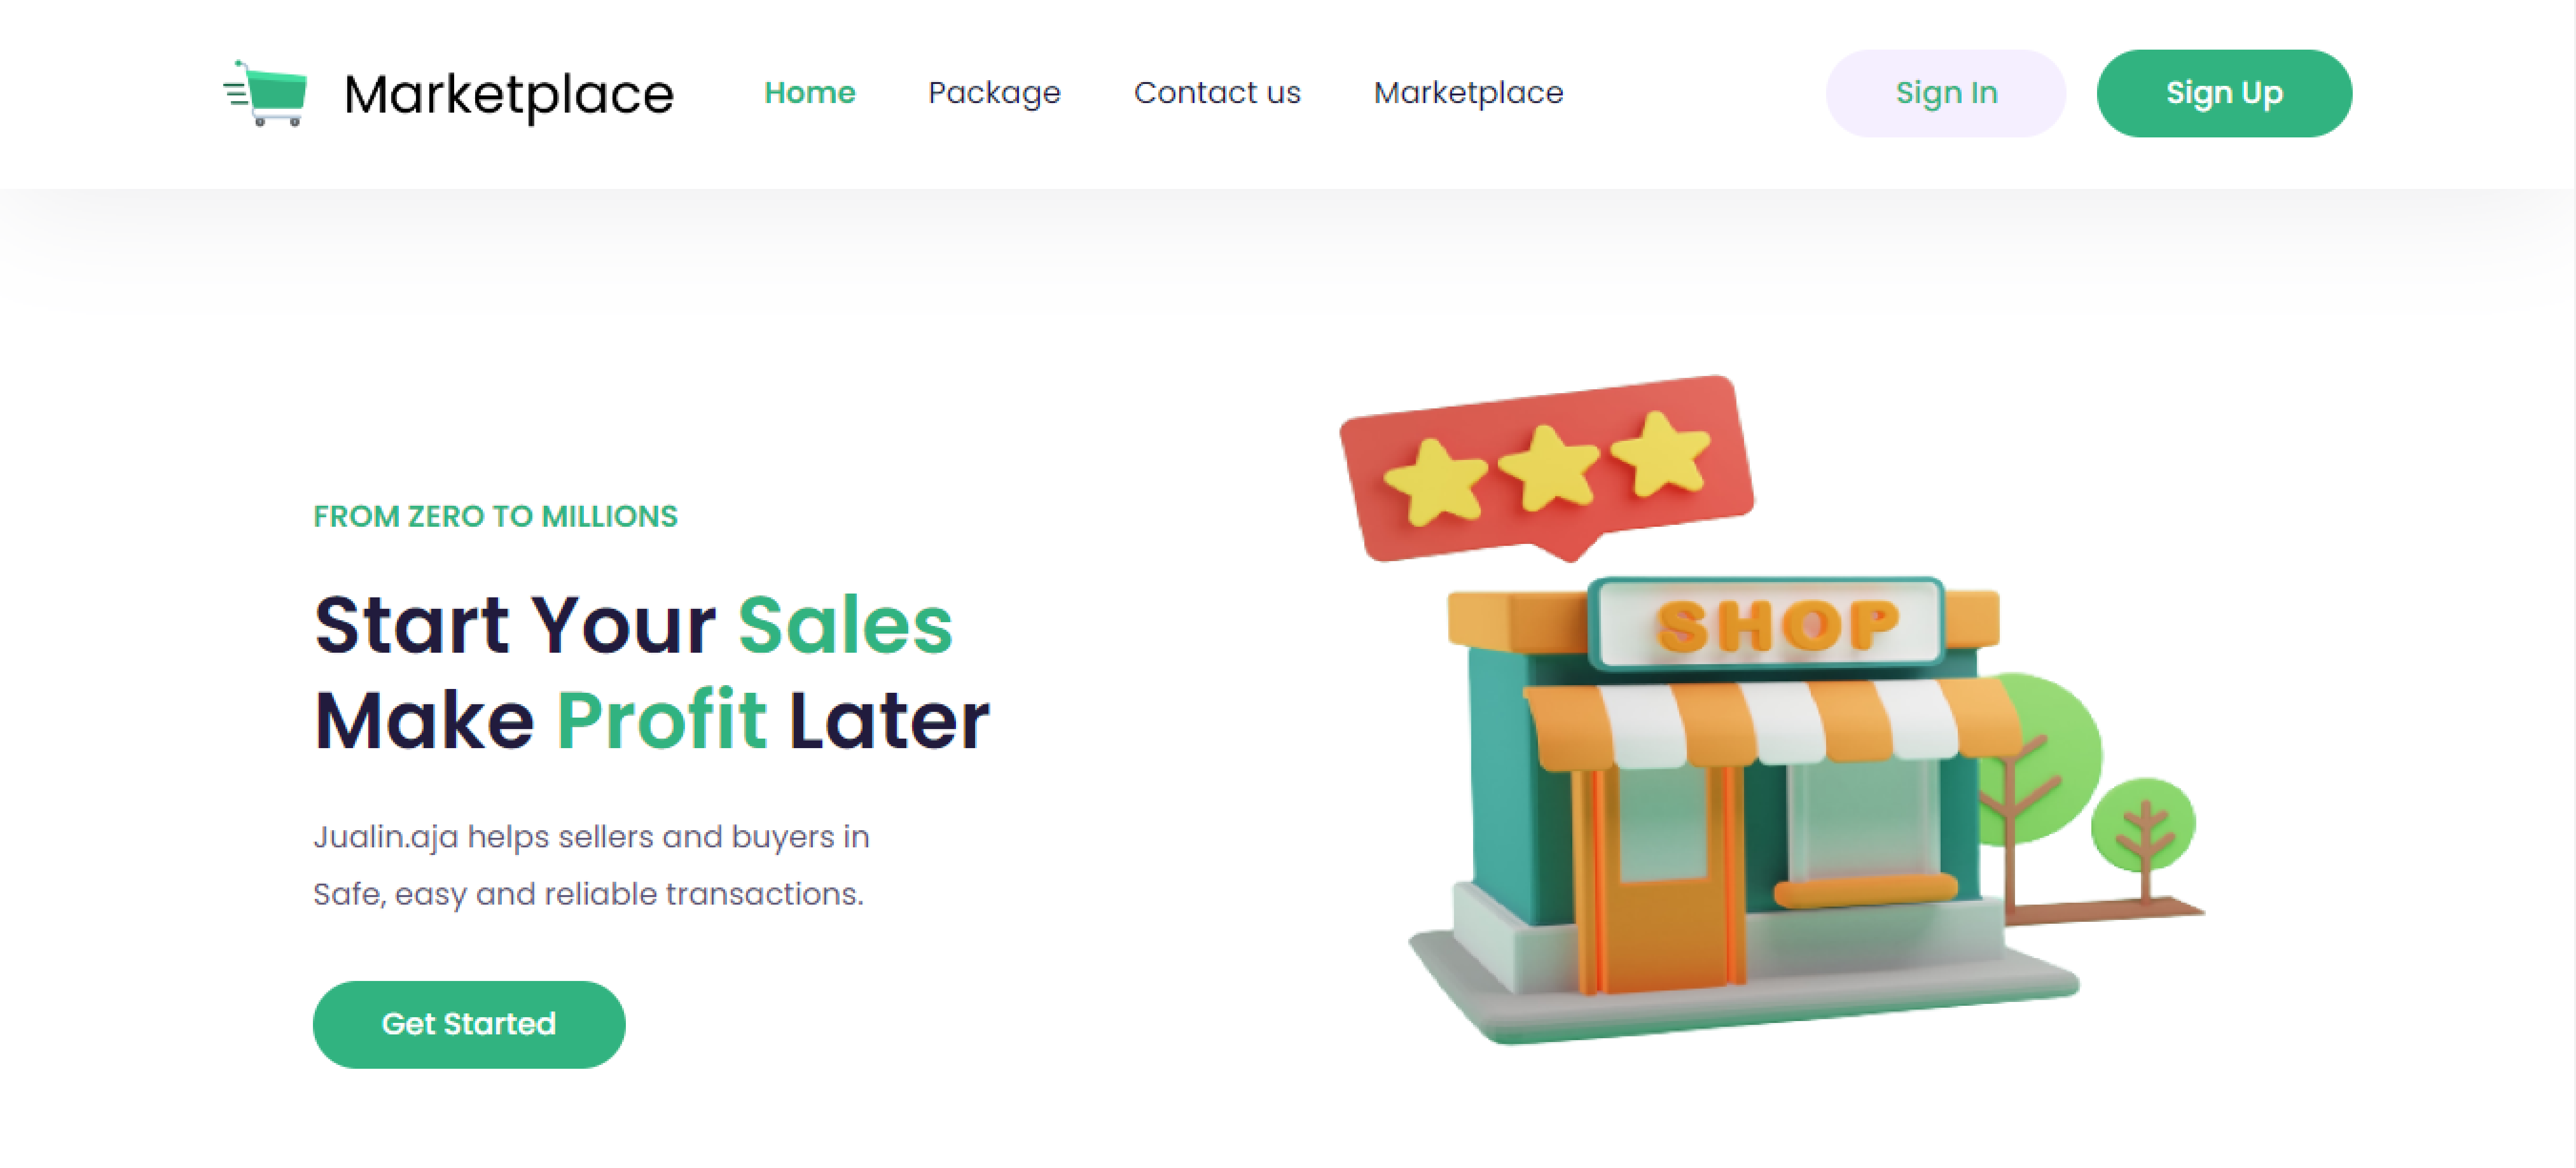 Marketplace
Home
Package
Contact us
Marketplace
Sign In
Sign Up
FROM ZERO TO MILLIONS
Start Your Sales
Make Profit Later
Jualin.aja helps sellers and buyers in
Safe, easy and reliable transactions.
Get Started
SHOP